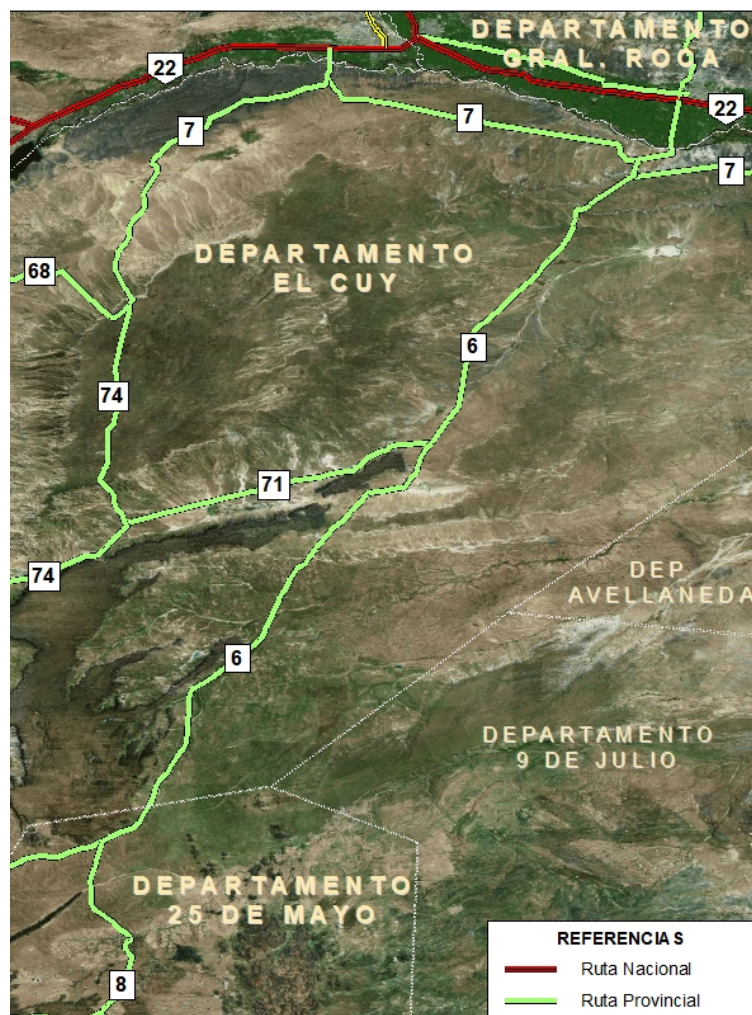 DEPARTAMENTO
GRAL. ROCA
22
22
7
7
7
DEPARTAMENTO
EL CUY
68
6
74
71
74
DEP
AVELLANEDA
6
DEPARTAMENTO
9 DE JULIO
DEPARTAMENTO
25 DE MAYO
8
REFERENCIAS
Ruta Nacional
Ruta Provincial